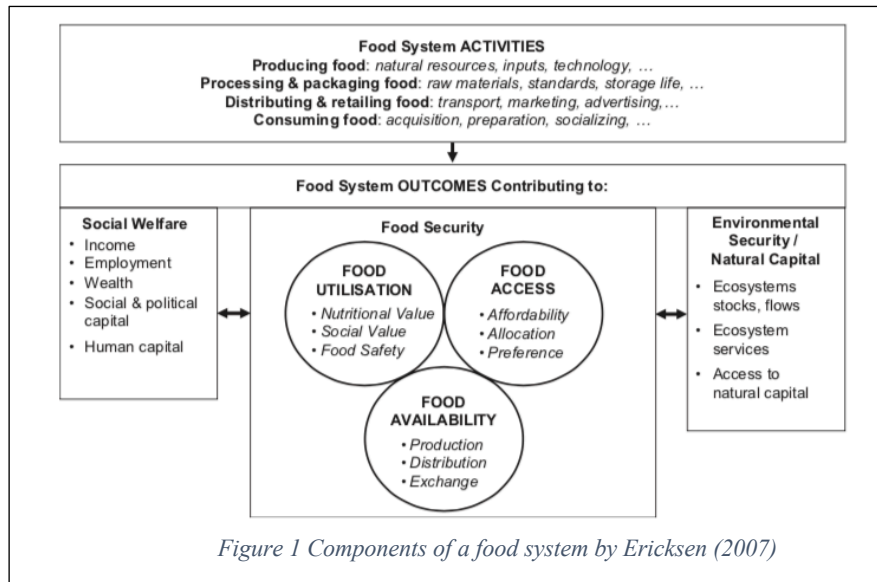 Food System ACTIVITIES
Producing food: natural resources, inputs, technology, …
Processing & packaging food: raw materials, standards, storage life, …
Distributing & retailing food: transport, marketing, advertising,…
Consuming food: acquisition, preparation, socializing, …
Food System OUTCOMES Contributing to:
Social Welfare
• Income
• Employment
• Wealth
• Social & political
capital
• Human capital
Food Security
FOOD
UTILISATION
• Nutritional Value
• Social Value
• Food Safety
FOOD
ACCESS
• Affordability
• Allocation
• Preference
FOOD
AVAILABILITY
• Production
• Distribution
• Exchange
Environmental
Security /
Natural Capital
• Ecosystems
stocks, flows
• Ecosystem
services
• Access to
natural capital
Figure 1 Components of a food system by Ericksen (2007)